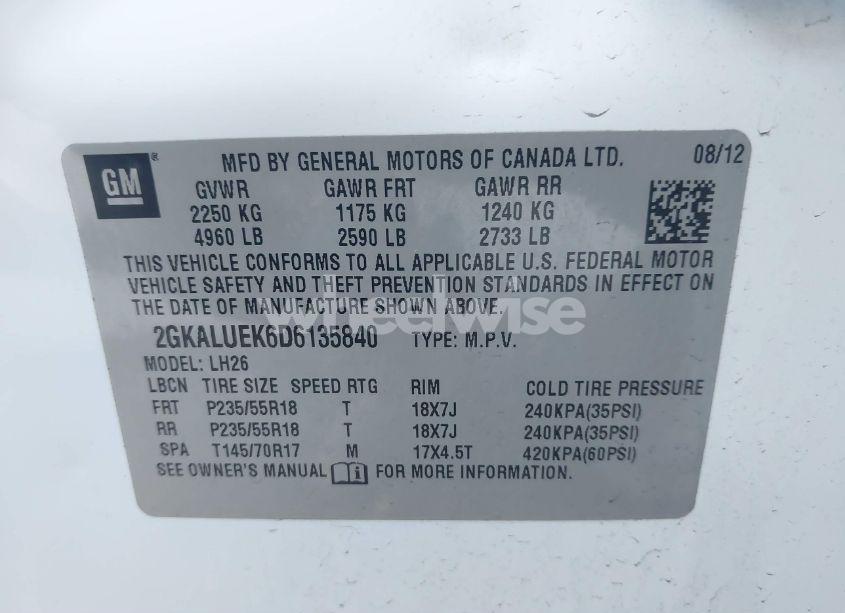 GM
MFD BY GENERAL MOTORS OF CANADA LTD. 08/12
GVWR GAWR FRT GAWR RR
2250 KG 1175 KG 1240 KG
4960 LB 2590 LB 2733 LB
THIS VEHICLE CONFORMS TO ALL APPLICABLE U.S. FEDERAL MOTOR
VEHICLE SAFETY AND THEFT PREVENTION STANDARDS IN EFFECT ON
THE DATE OF MANUFACTURE SHOWN ABOVE.
wheelwise
2GKALUEK6D6135840 TYPE: M.P.V.
MODEL: LH26
LBCN TIRE SIZE SPEED RTG RIM COLD TIRE PRESSURE
FRT P235/55R18 T 18X7J 240KPA(35PSI)
RR P235/55R18 T 18X7J 240KPA(35PSI)
SPA T145/70R17 M 17X4.5T 420KPA(60PSI)
SEE OWNER'S MANUAL FOR MORE INFORMATION.